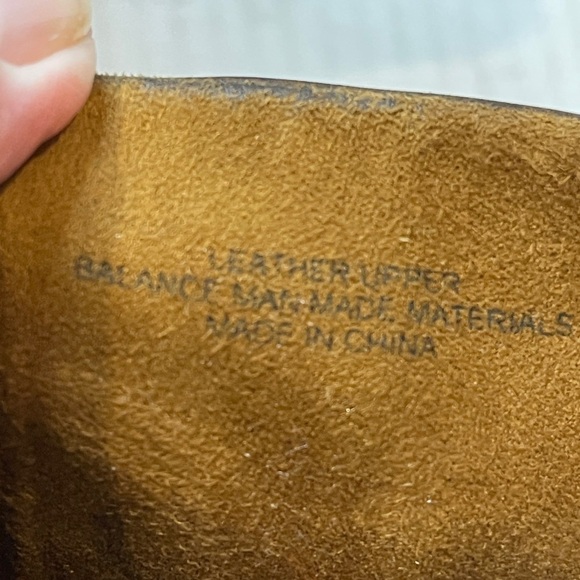 LEATHER UPPER
BALANCE MAN-MADE MATERIALS
MADE IN CHINA